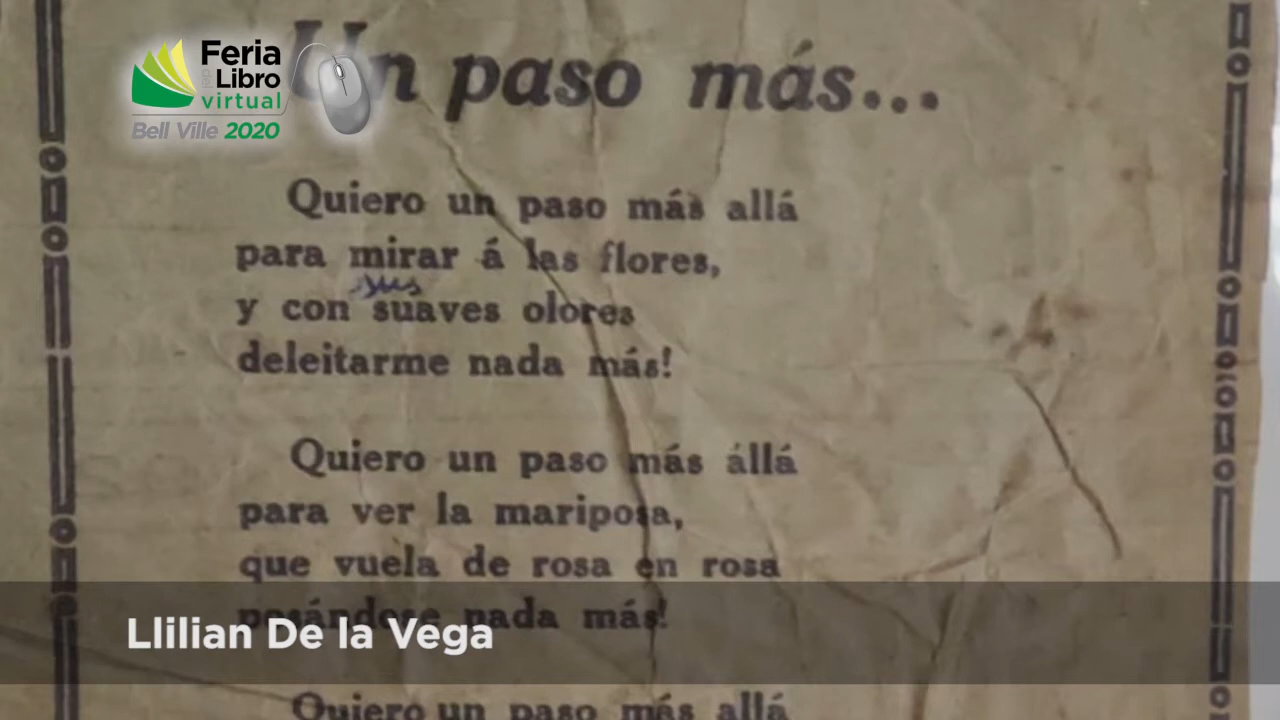 Feria
DEL Libro
virtual
Bell Ville 2020
Un paso más...
Quiero un paso más allá
para mirar á las flores,
sus
y con suaves olores
deleitarme nada más!
Quiero un paso más állá
para ver la mariposa,
que vuela de rosa en rosa
posándose nada más!
Llilian De la Vega
Quiero un paso más allá